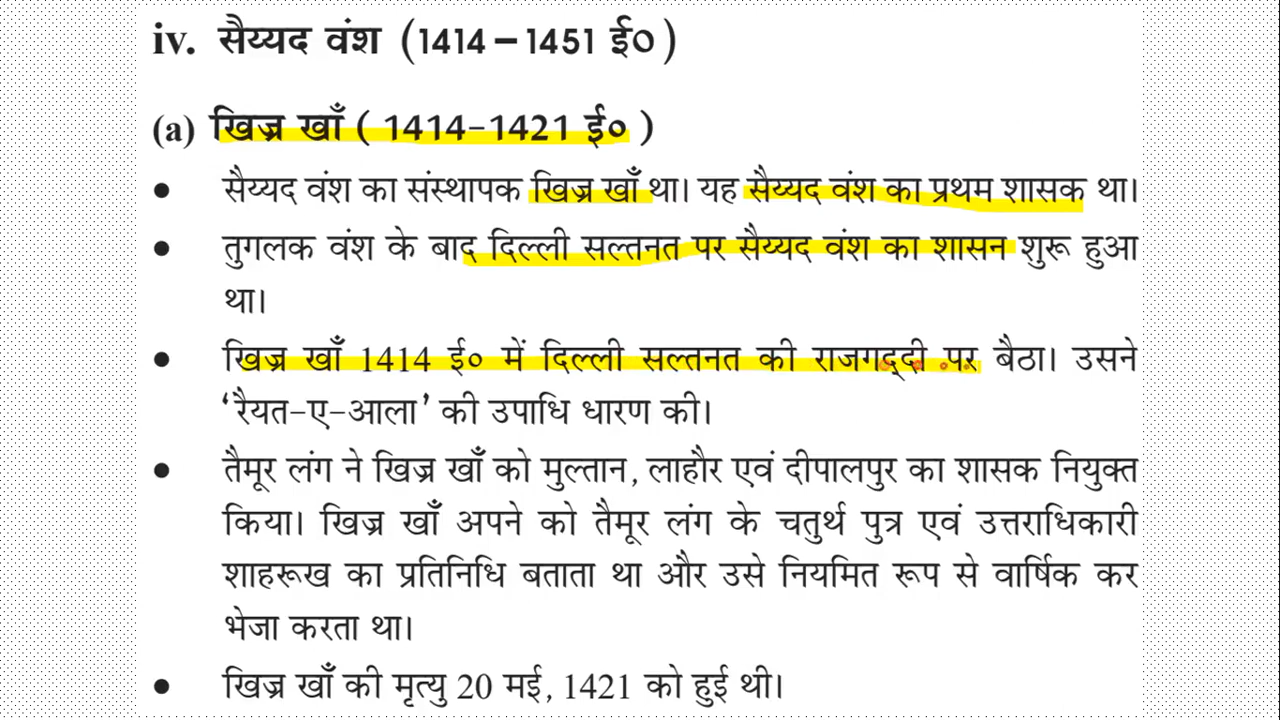 iv. सैय्यद वंश (1414–1451 ई०)
(a) खिज्र खाँ ( 1414-1421 ई० )
● सैय्यद वंश का संस्थापक खिज्र खाँ था। यह सैय्यद वंश का प्रथम शासक था।
● तुगलक वंश के बाद दिल्ली सल्तनत पर सैय्यद वंश का शासन शुरू हुआ
था।
● खिज्र खाँ 1414 ई० में दिल्ली सल्तनत की राजगद्दी पर बैठा। उसने
‘रैयत-ए-आला’ की उपाधि धारण की।
● तैमूर लंग ने खिज्र खाँ को मुल्तान, लाहौर एवं दीपालपुर का शासक नियुक्त
किया। खिज्र खाँ अपने को तैमूर लंग के चतुर्थ पुत्र एवं उत्तराधिकारी
शाहरूख का प्रतिनिधि बताता था और उसे नियमित रूप से वार्षिक कर
भेजा करता था।
● खिज्र खाँ की मृत्यु 20 मई, 1421 को हुई थी।